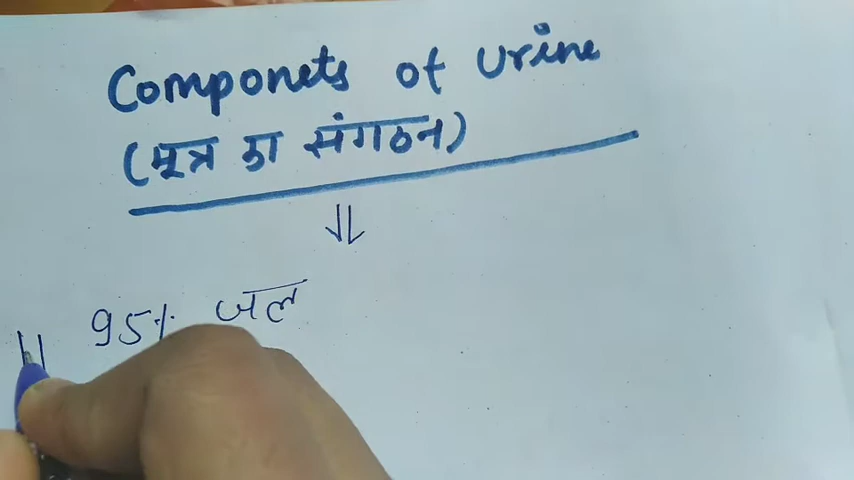 Componets of urine
(मूत्र का संगठन)
95% जल